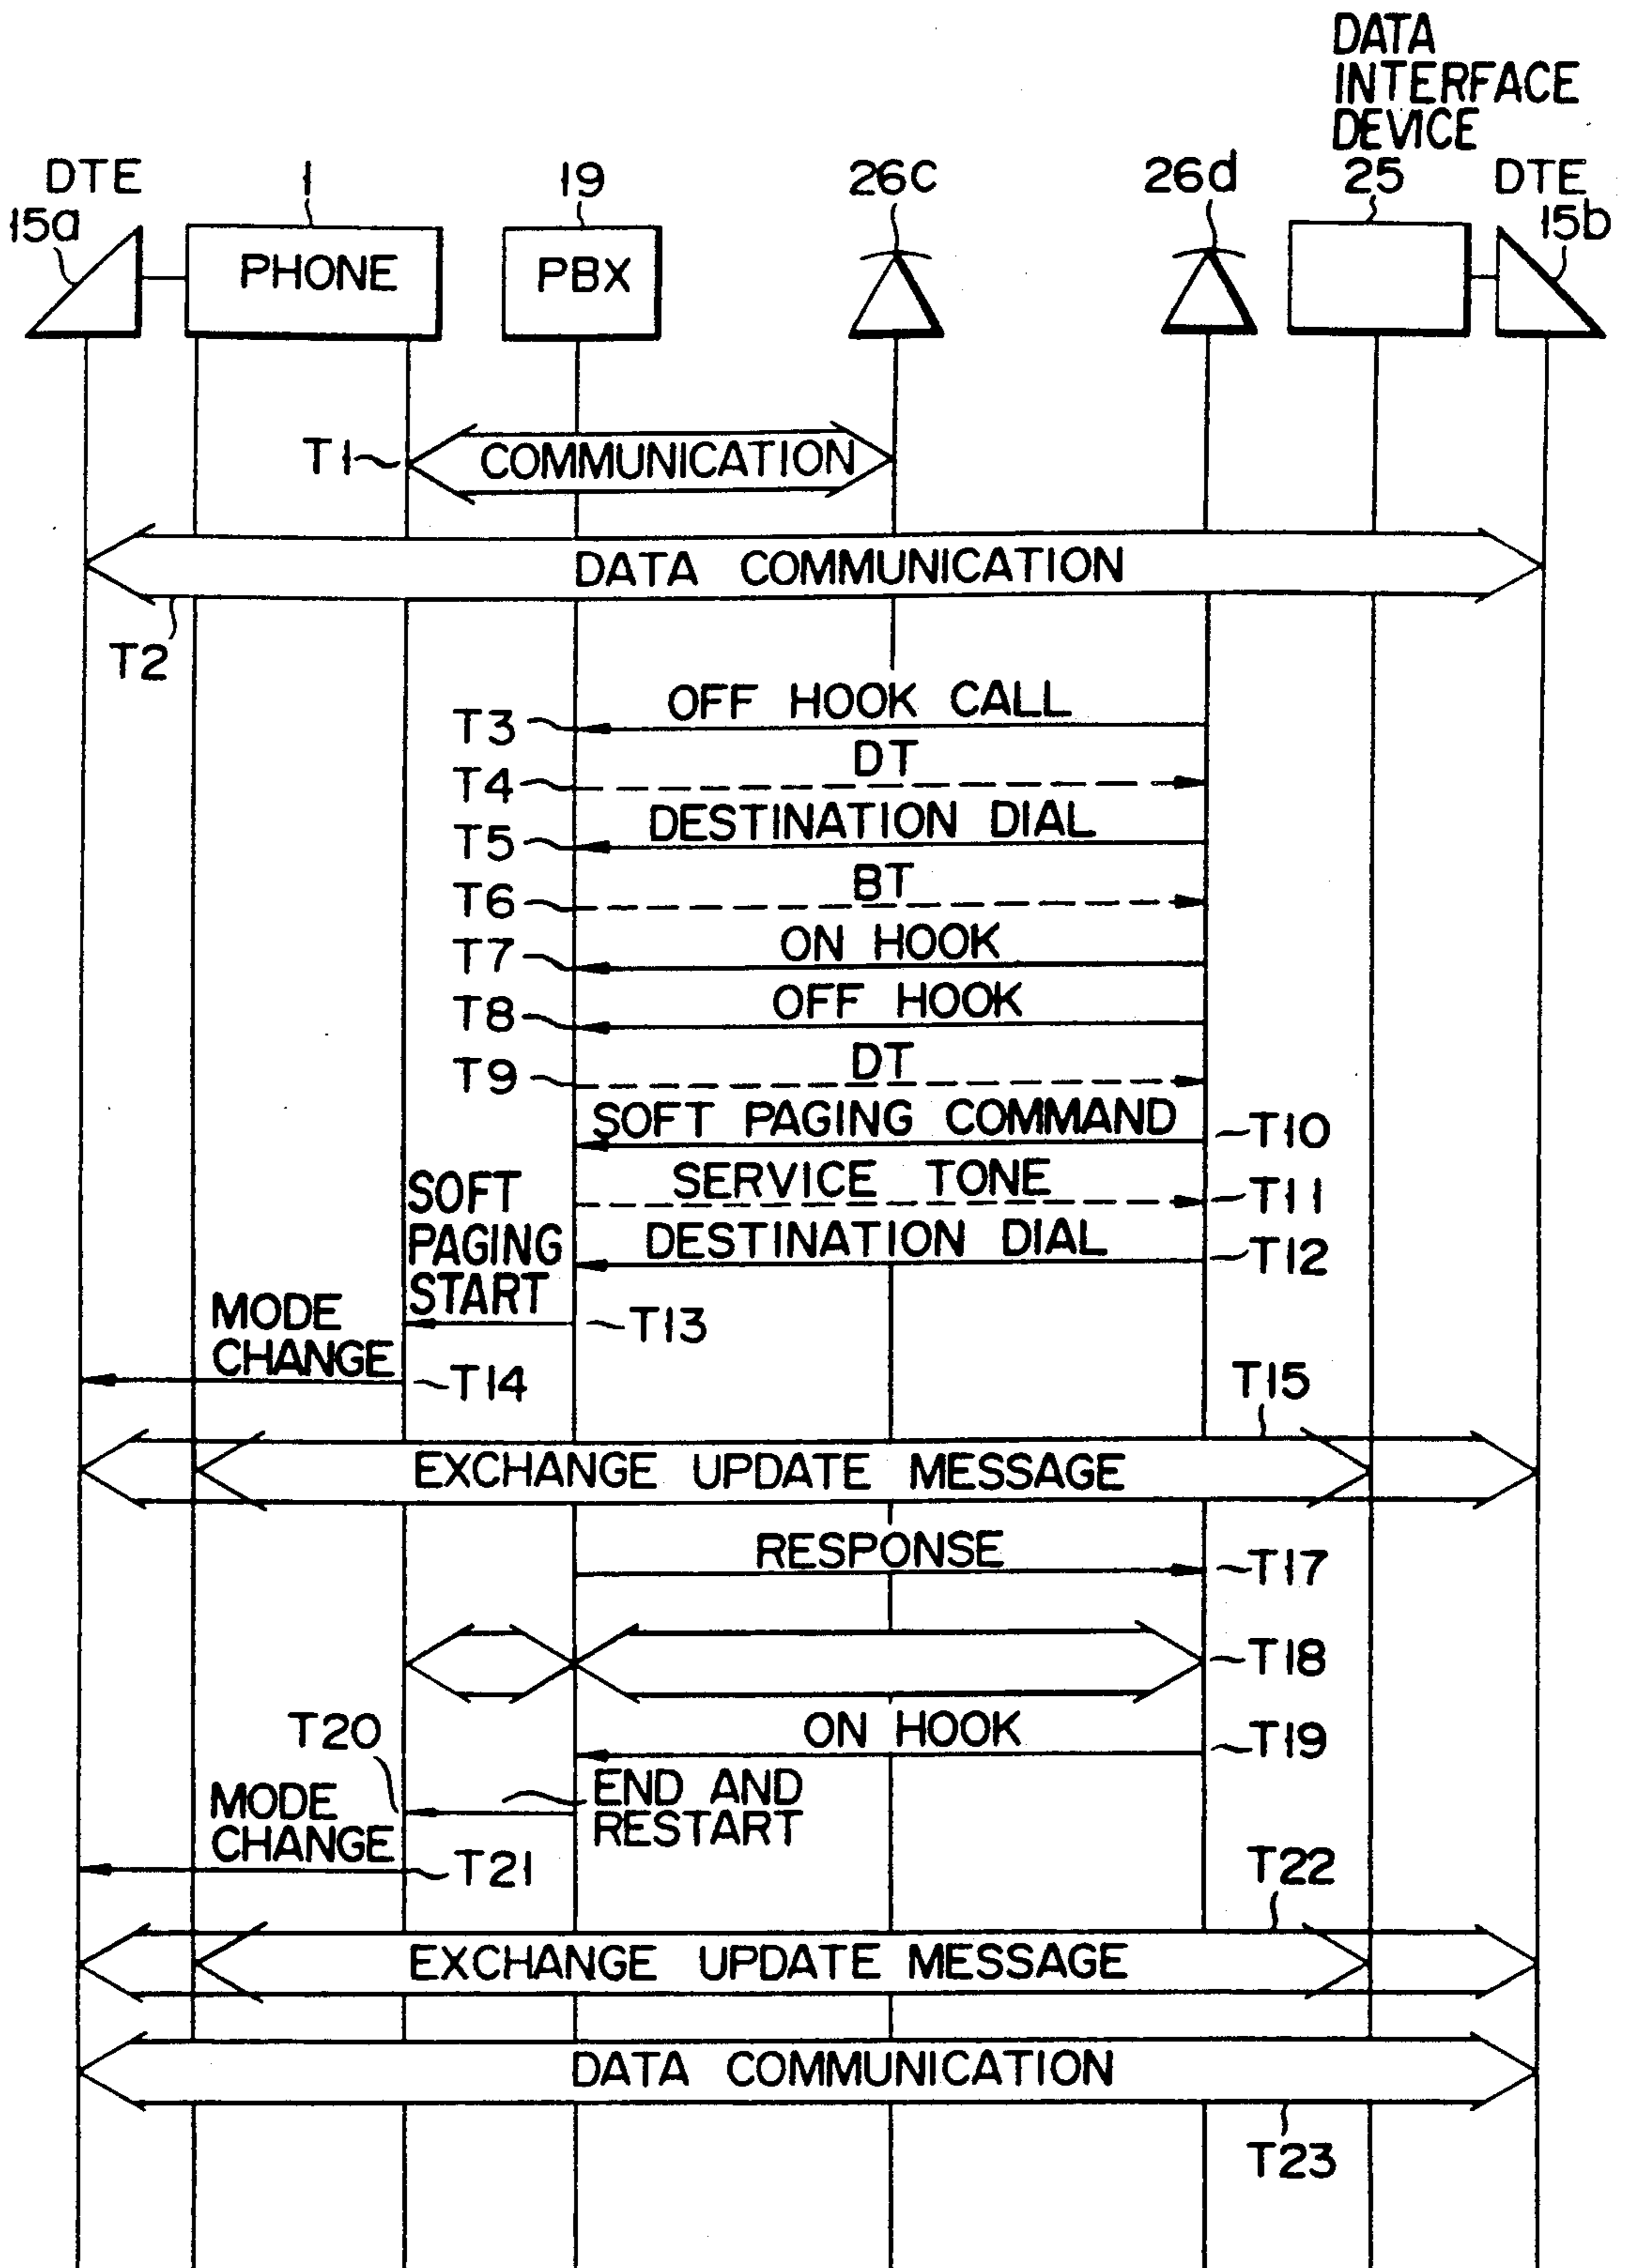 DATA
INTERFACE
DEVICE
DTE 1 19 26c 26d 25 DTE
15a 15b
PHONE PBX
T1 COMMUNICATION
DATA COMMUNICATION
T2
OFF HOOK CALL
T3
DT
T4
DESTINATION DIAL
T5
BT
T6
ON HOOK
T7
OFF HOOK
T8
DT
T9
SOFT PAGING COMMAND
T10
SERVICE TONE
T11
SOFT
PAGING
START
DESTINATION DIAL
T12
T13
MODE
CHANGE
T14
T15
EXCHANGE UPDATE MESSAGE
RESPONSE
T17
T18
ON HOOK
T19
T20
END AND
RESTART
MODE
CHANGE
T21
T22
EXCHANGE UPDATE MESSAGE
DATA COMMUNICATION
T23